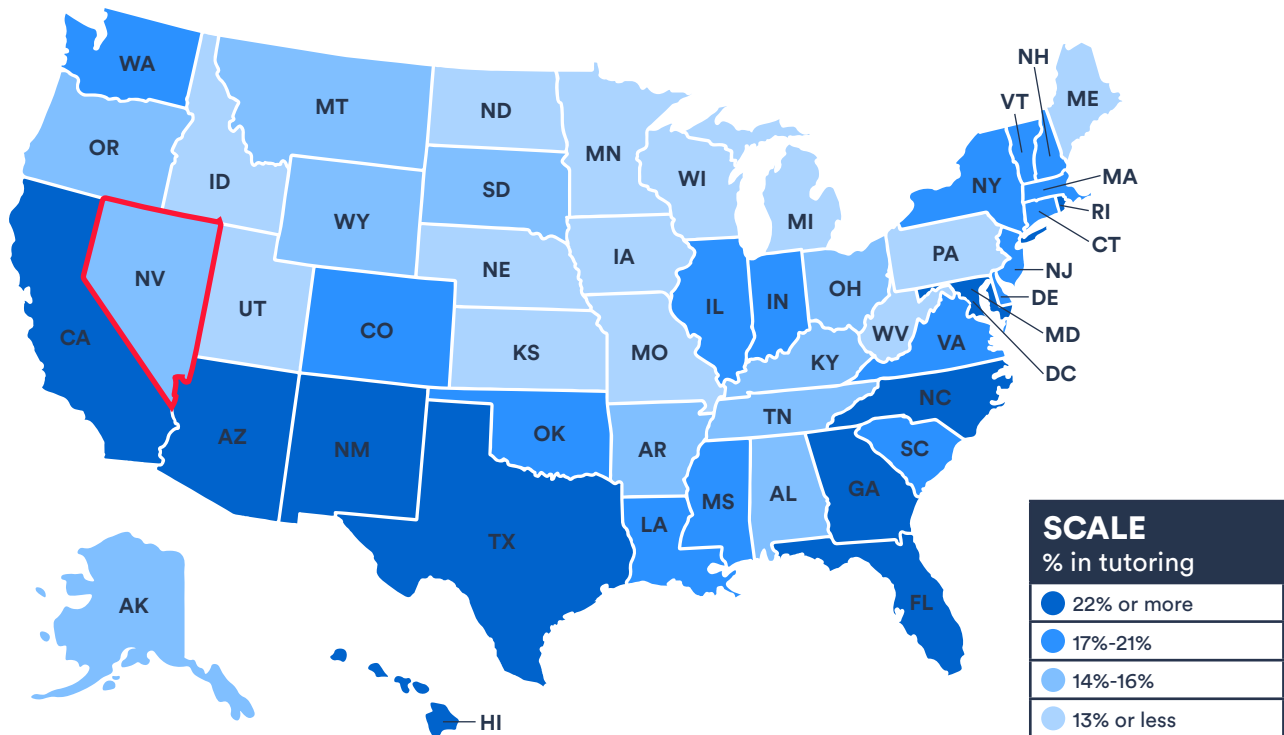 NH
WA
VT
ME
MT
ND
OR
MN
MA
ID
WI
NY
SD
RI
WY
MI
CT
PA
IA
NJ
NE
NV
OH
DE
UT
IL
IN
CO
WV
MD
CA
VA
KS
MO
KY
DC
NC
TN
OK
AZ
NM
AR
SC
GA
AL
MS
LA
TX
SCALE
% in tutoring
AK
FL
22% or more
17%-21%
14%-16%
13% or less
HI